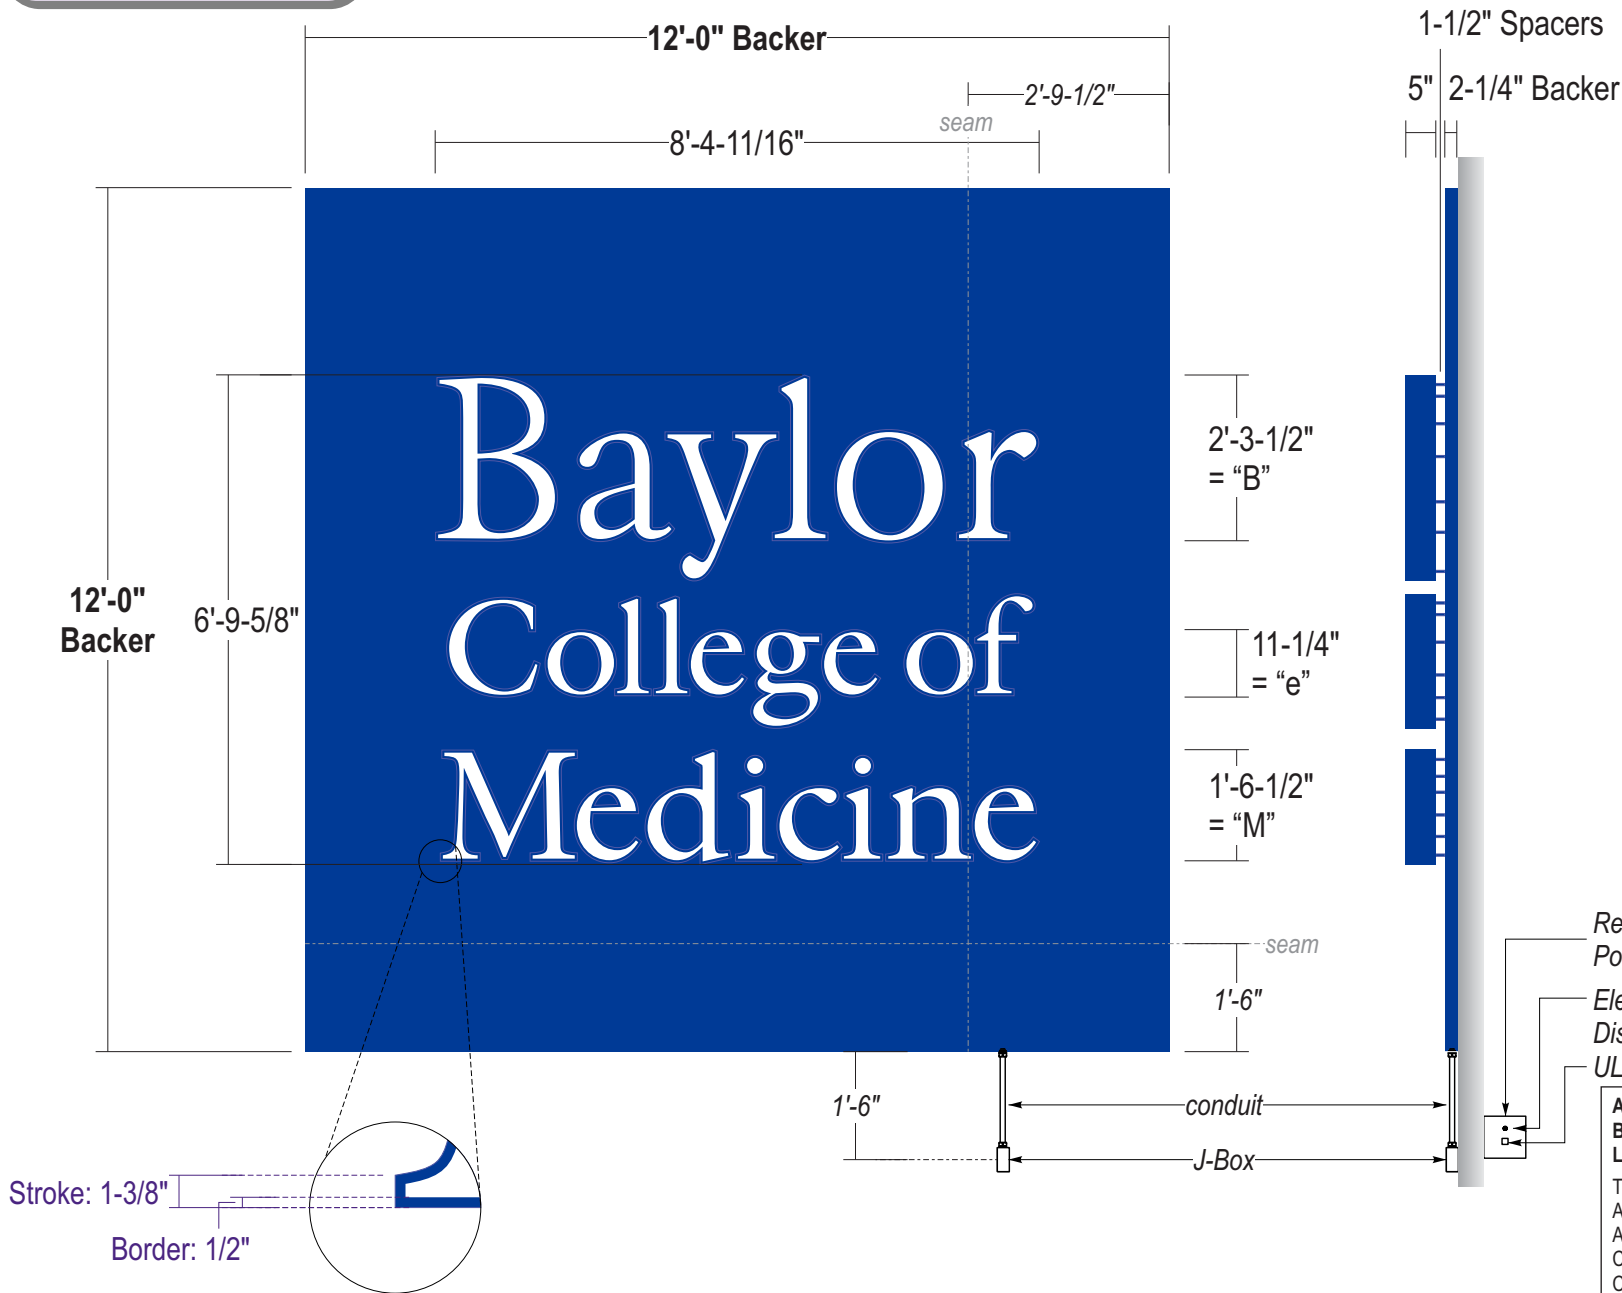 12'-0" Backer
1-1/2" Spacers
5" 2-1/4" Backer
2'-9-1/2"
seam
8'-4-11/16"
Baylor
College of
Medicine
12'-0"
Backer
6'-9-5/8"
2'-3-1/2"
= “B”
11-1/4"
= “e”
1'-6-1/2"
= “M”
seam
1'-6"
1'-6"
conduit
J-Box
Stroke: 1-3/8"
Border: 1/2"
UL